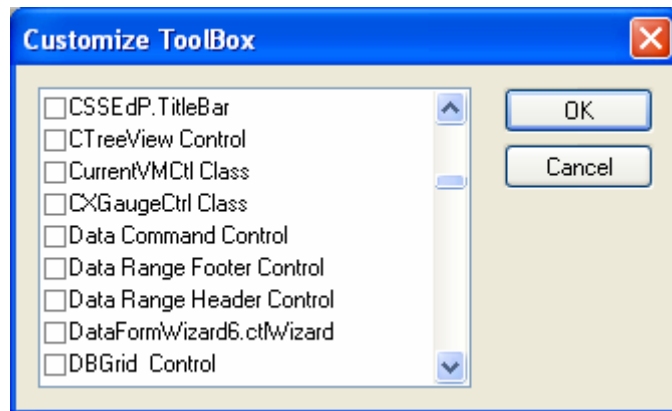 Customize ToolBox
CSSEdP.TitleBar
CTreeView Control
CurrentVMCtl Class
CXGaugeCtrl Class
Data Command Control
Data Range Footer Control
Data Range Header Control
DataFormWizard6.ctlWizard
DBGrid  Control
OK
Cancel